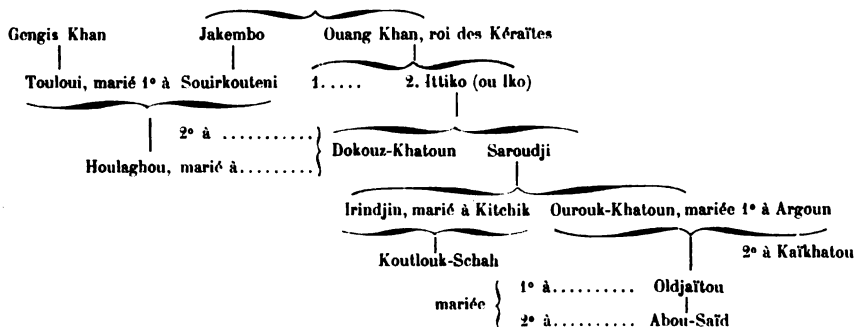 Gengis Khan Jakembo Ouang Khan, roi des Kéraïtes
Touloui, marié 1° à Souirkouteni 1..... 2. Ittiko (ou Iko)
2° à ............
Dokouz-Khatoun Saroudji
Houlaghou, marié à..........
Irindjin, marié à Kitchik Ourouk-Khatoun, mariée 1° à Argoun
2° à Kaïkhatou
Koutlouk-Schah
1° à.......... Oldjaïtou
mariée
2° à.......... Abou-Saïd